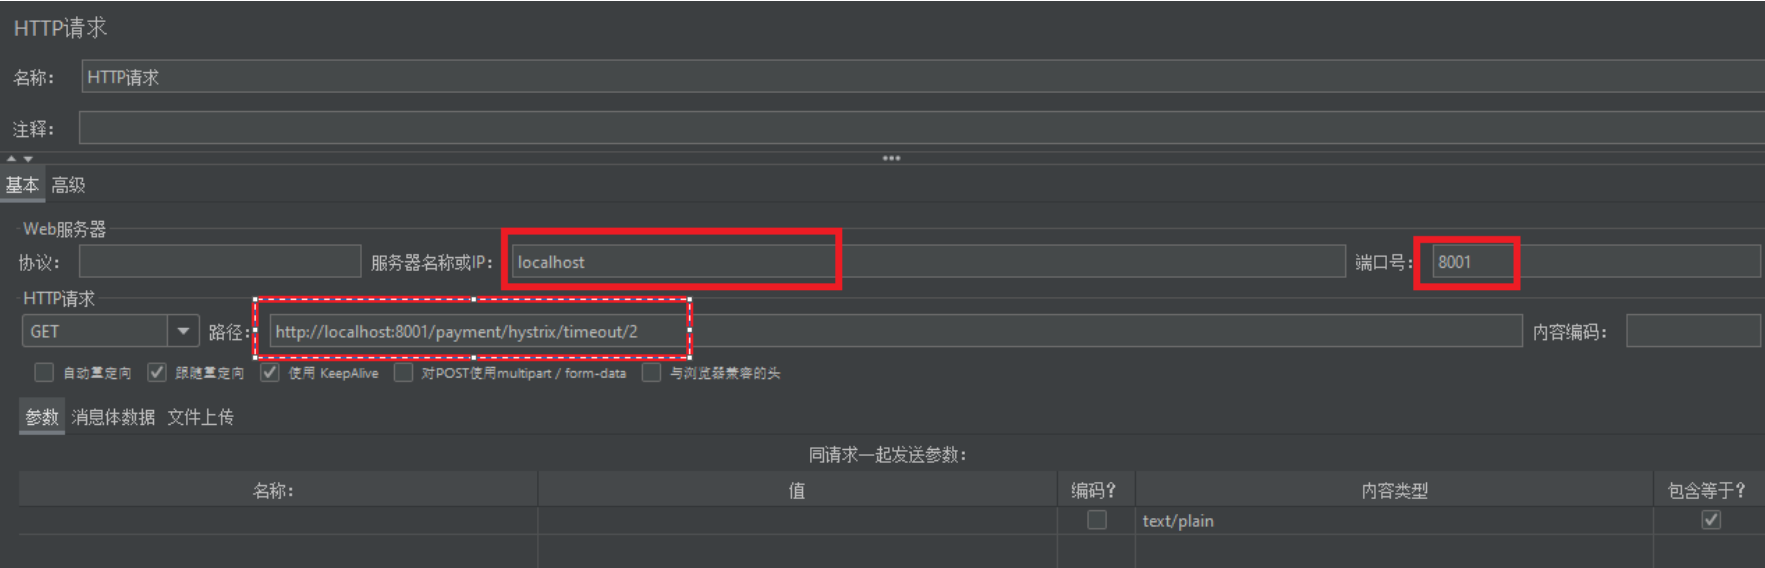 HTTP请求
名称： HTTP请求
注释：
基本 高级
Web服务器
协议： 服务器名称或IP： localhost 端口号： 8001
HTTP请求
GET 路径： http://localhost:8001/payment/hystrix/timeout/2 内容编码：
自动重定向 跟随重定向 使用 KeepAlive 对POST使用multipart / form-data 与浏览器兼容的头
参数 消息体数据 文件上传
同请求一起发送参数：
名称： 值 编码？ 内容类型 包含等于？
text/plain